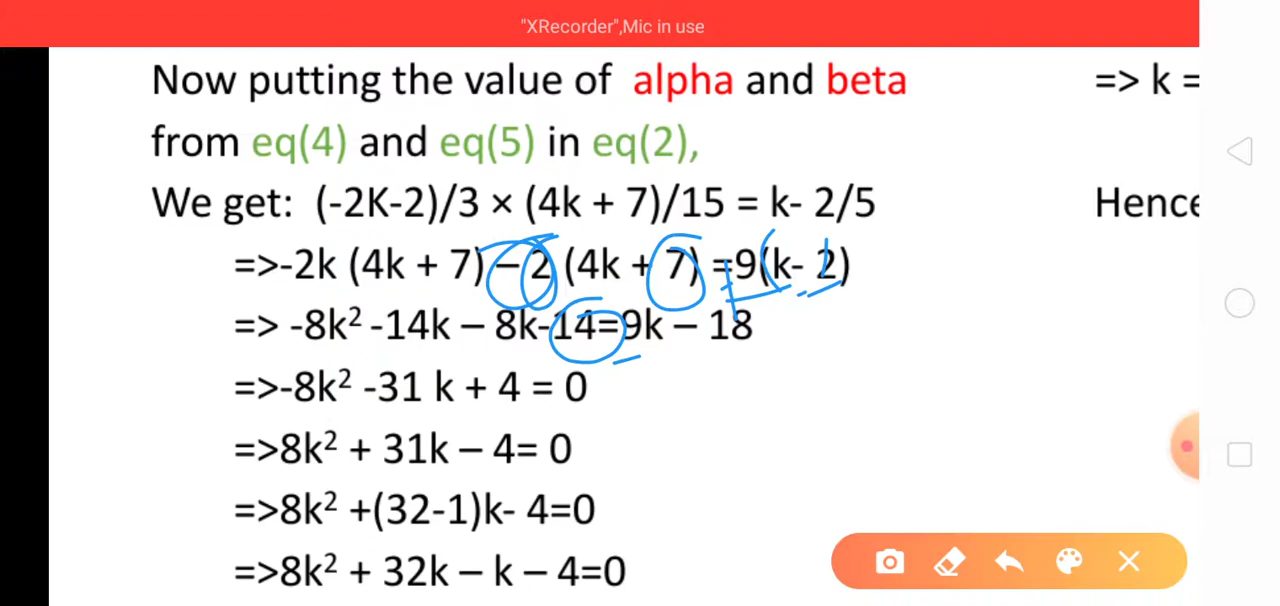 "XRecorder",Mic in use
Now putting the value of alpha and beta
from eq(4) and eq(5) in eq(2),
We get: (-2K-2)/3 × (4k + 7)/15 = k- 2/5
=>-2k (4k + 7) – 2 (4k + 7) =9(k- 2)
=> -8k² -14k – 8k-14=9k – 18
=>-8k² -31 k + 4 = 0
=>8k² + 31k – 4= 0
=>8k² +(32-1)k- 4=0
=>8k² + 32k – k – 4=0
=> k =
Hence